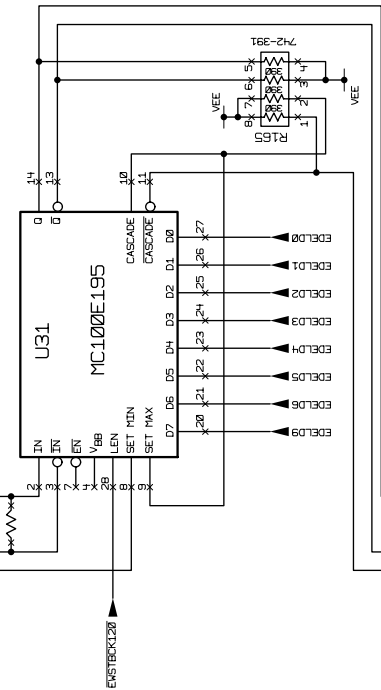 742-391
5
6
7
8
390
390
4
3
2
1
VEE
VEE
R165
14
13
10
11
Q
Q
CASCADE
CASCADE
U31
MC100E195
D0
D1
D2
D3
D4
D5
D6
D7
27
26
25
24
23
22
21
20
EDELD0
EDELD1
EDELD2
EDELD3
EDELD4
EDELD5
EDELD6
EDELD9
IN
IN
EN
VBB
LEN
SET MIN
SET MAX
2
3
7
4
28
8
9
EWSTBCK120